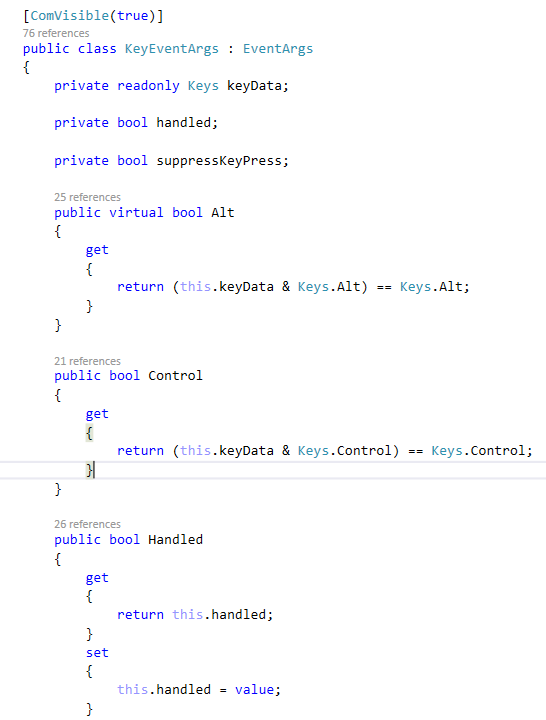 [ComVisible(true)]
76 references
public class KeyEventArgs : EventArgs
{
private readonly Keys keyData;
private bool handled;
private bool suppressKeyPress;
25 references
public virtual bool Alt
{
get
{
return (this.keyData & Keys.Alt) == Keys.Alt;
}
}
21 references
public bool Control
{
get
{
return (this.keyData & Keys.Control) == Keys.Control;
}
}
26 references
public bool Handled
{
get
{
return this.handled;
}
set
{
this.handled = value;
}